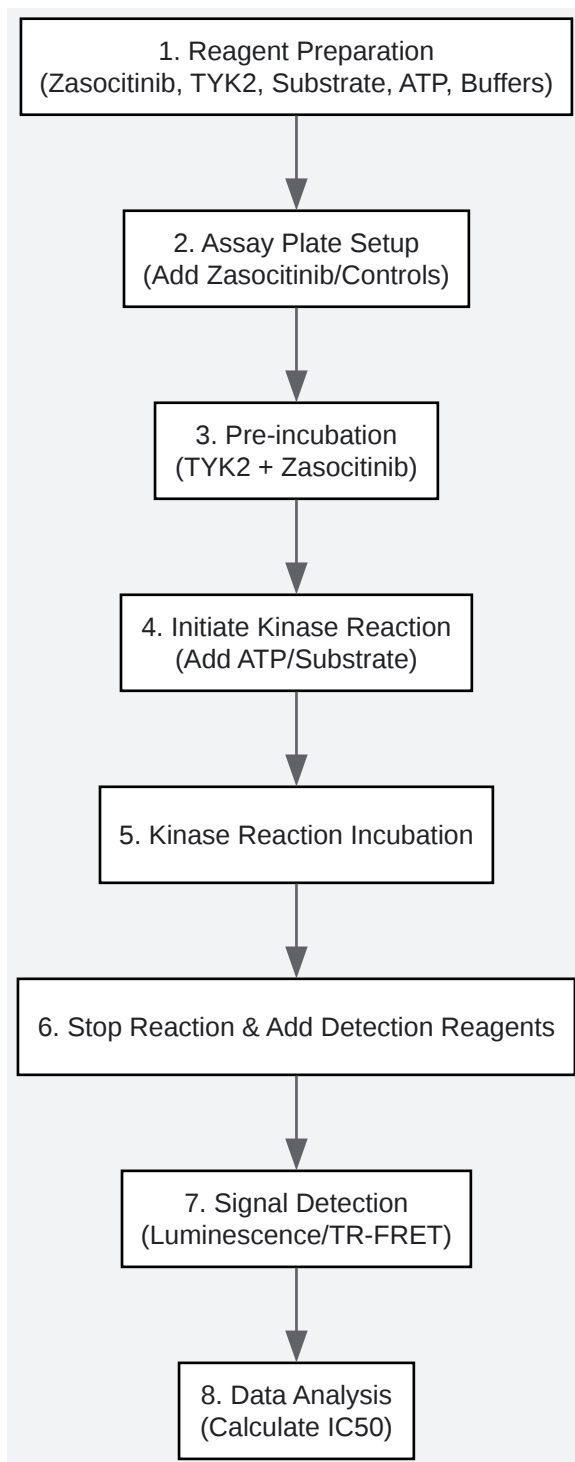 1. Reagent Preparation
(Zasocitinib, TYK2, Substrate, ATP, Buffers)
2. Assay Plate Setup
(Add Zasocitinib/Controls)
3. Pre-incubation
(TYK2 + Zasocitinib)
4. Initiate Kinase Reaction
(Add ATP/Substrate)
5. Kinase Reaction Incubation
6. Stop Reaction & Add Detection Reagents
7. Signal Detection
(Luminescence/TR-FRET)
8. Data Analysis
(Calculate IC50)